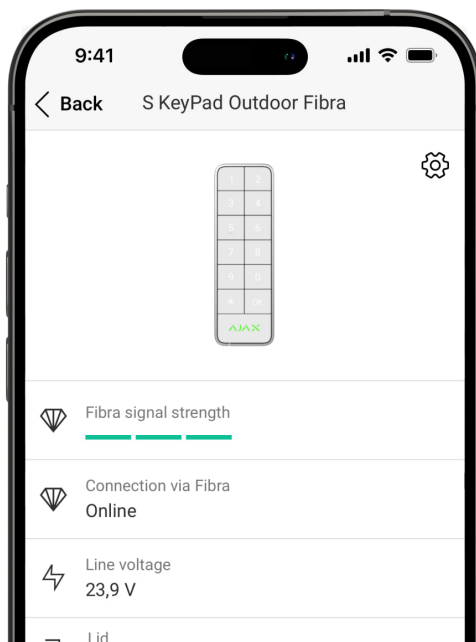 9:41
Back
S KeyPad Outdoor Fibra
1 2
3 4
5 6
7 8
9 0
* OK
AJAX
Fibra signal strength
Connection via Fibra
Online
Line voltage
23,9 V
Lid